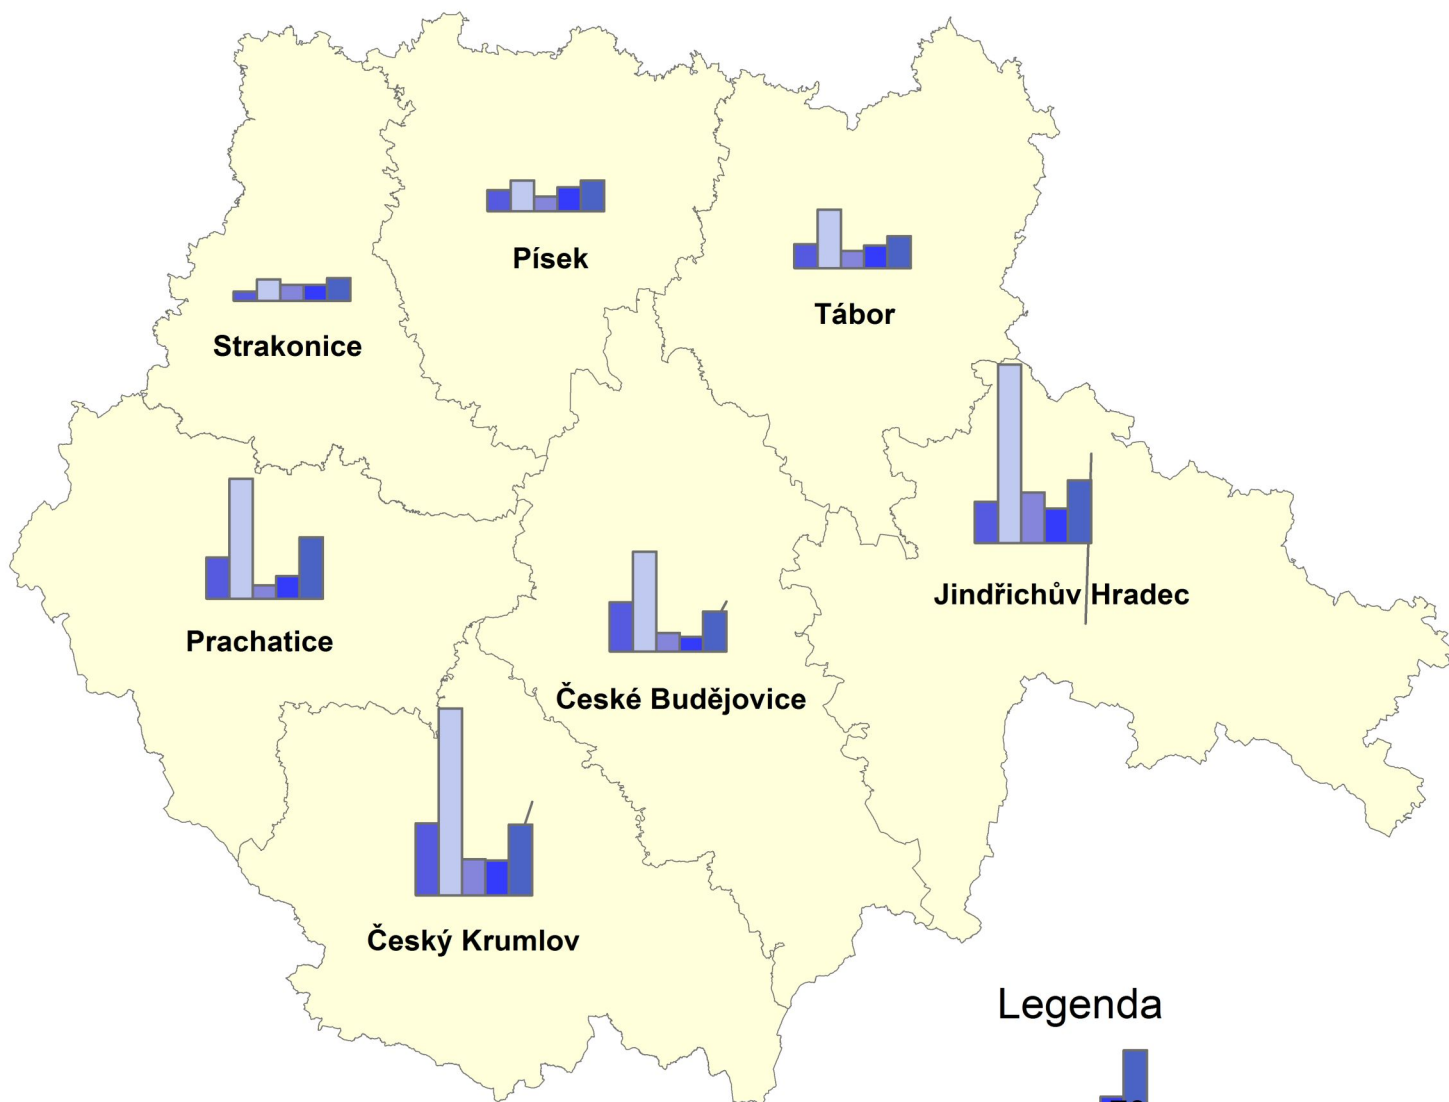 Písek
Tábor
Strakonice
Jindřichův Hradec
Prachatice
České Budějovice
Český Krumlov
Legenda